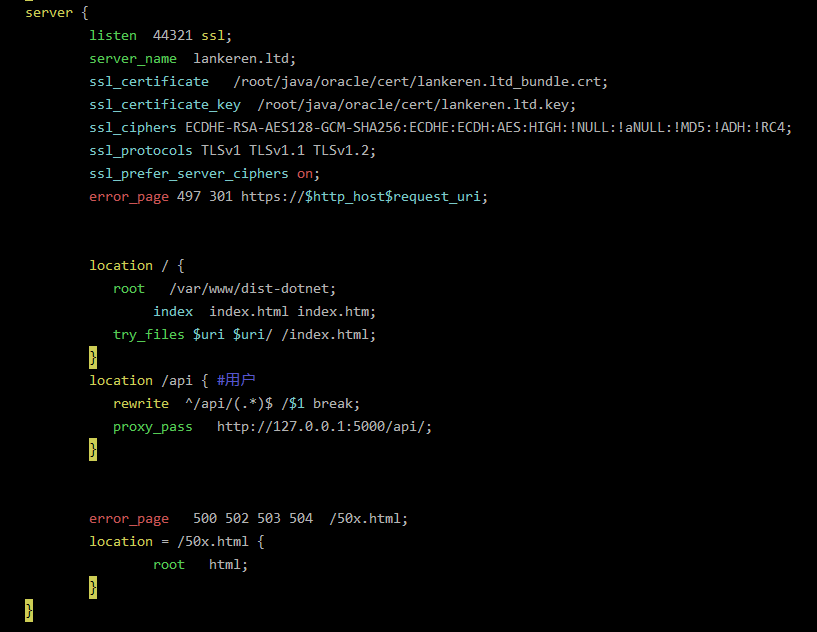 server {
listen  44321 ssl;
server_name  lankeren.ltd;
ssl_certificate   /root/java/oracle/cert/lankeren.ltd_bundle.crt;
ssl_certificate_key  /root/java/oracle/cert/lankeren.ltd.key;
ssl_ciphers ECDHE-RSA-AES128-GCM-SHA256:ECDHE:ECDH:AES:HIGH:!NULL:!aNULL:!MD5:!ADH:!RC4;
ssl_protocols TLSv1 TLSv1.1 TLSv1.2;
ssl_prefer_server_ciphers on;
error_page 497 301 https://$http_host$request_uri;
location / {
root   /var/www/dist-dotnet;
index  index.html index.htm;
try_files $uri $uri/ /index.html;
}
location /api { #用户
rewrite  ^/api/(.*)$ /$1 break;
proxy_pass   http://127.0.0.1:5000/api/;
}
error_page   500 502 503 504  /50x.html;
location = /50x.html {
root   html;
}
}